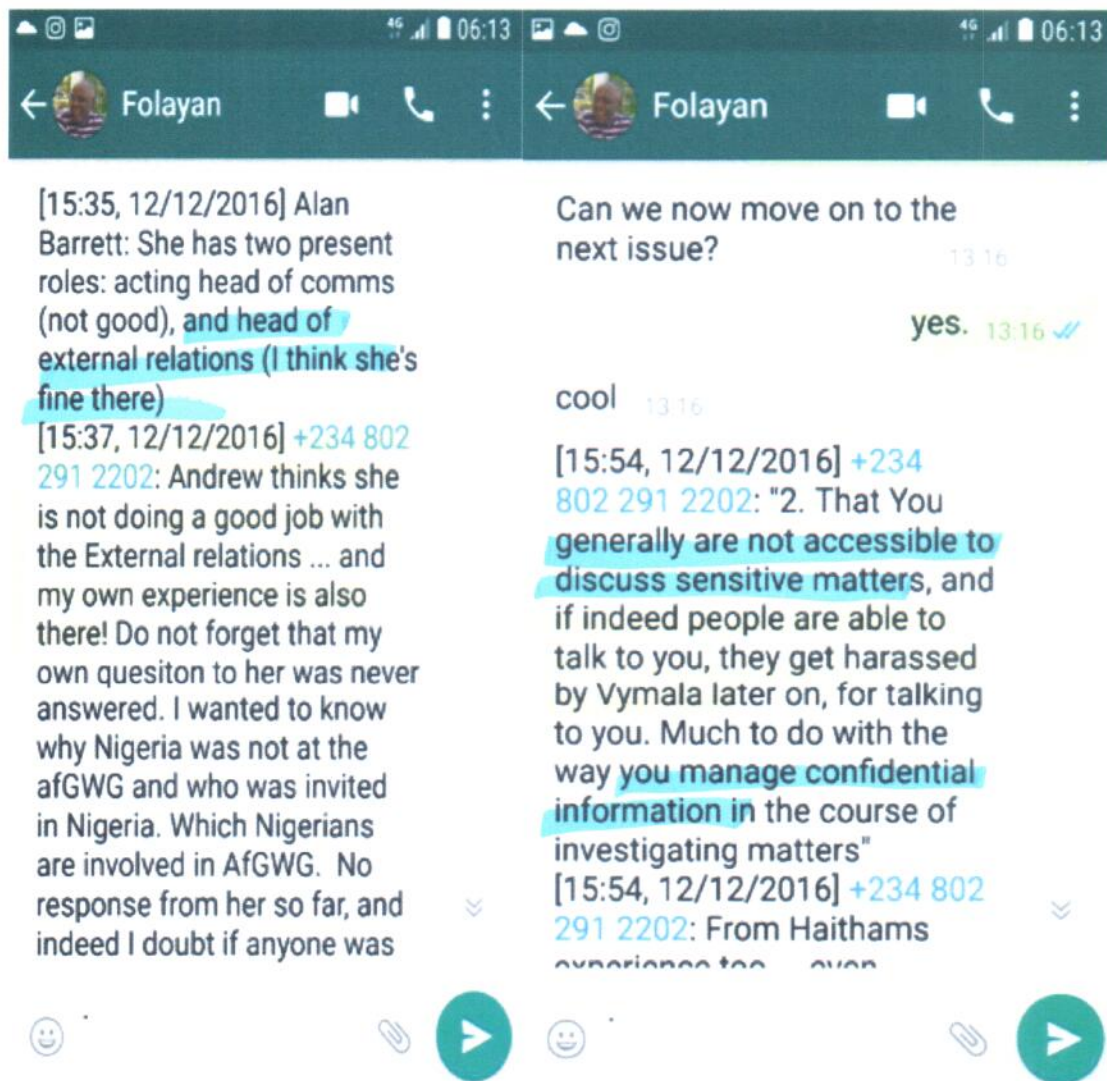 4G 06:13
Folayan
[15:35, 12/12/2016] Alan
Barrett: She has two present
roles: acting head of comms
(not good), and head of
external relations (I think she's
fine there)
[15:37, 12/12/2016] +234 802
291 2202: Andrew thinks she
is not doing a good job with
the External relations ... and
my own experience is also
there! Do not forget that my
own quesiton to her was never
answered. I wanted to know
why Nigeria was not at the
afGWG and who was invited
in Nigeria. Which Nigerians
are involved in AfGWG. No
response from her so far, and
indeed I doubt if anyone was
4G 06:13
Folayan
Can we now move on to the
next issue?
13:16
yes. 13:16
cool 13:16
[15:54, 12/12/2016] +234
802 291 2202: "2. That You
generally are not accessible to
discuss sensitive matters, and
if indeed people are able to
talk to you, they get harassed
by Vymala later on, for talking
to you. Much to do with the
way you manage confidential
information in the course of
investigating matters"
[15:54, 12/12/2016] +234 802
291 2202: From Haithams
experience too ... even